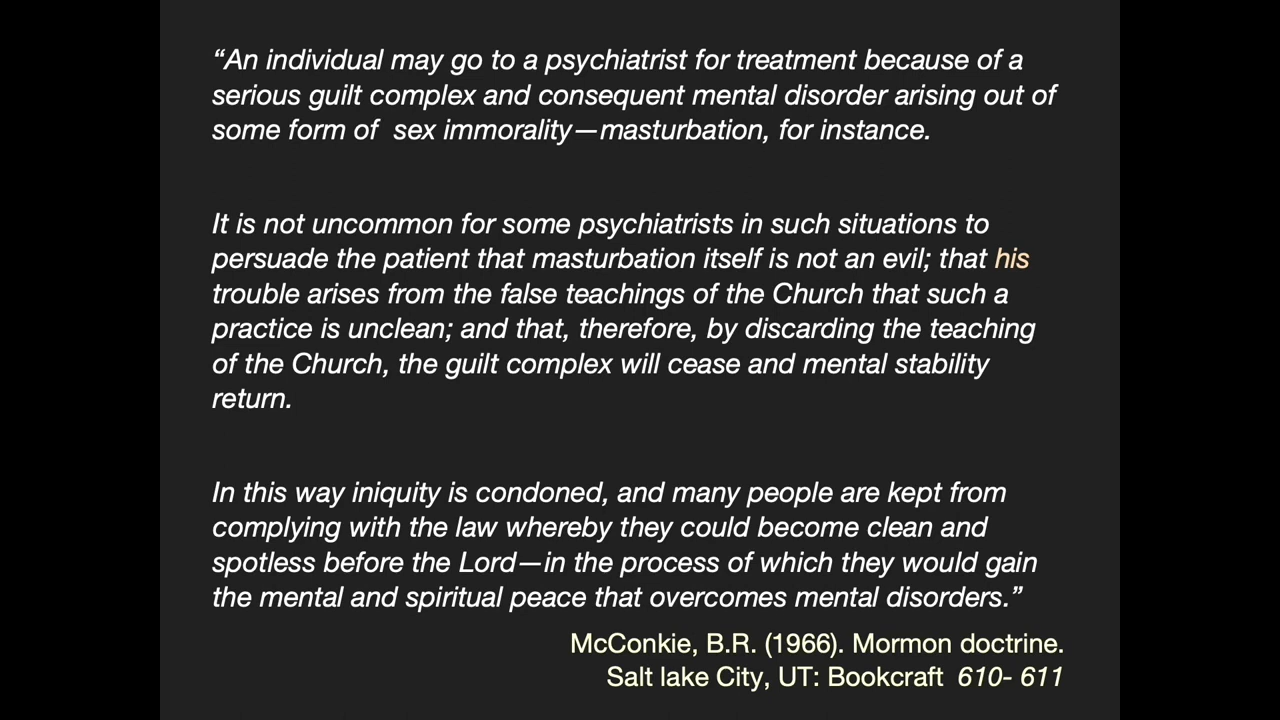 “An individual may go to a psychiatrist for treatment because of a
serious guilt complex and consequent mental disorder arising out of
some form of  sex immorality—masturbation, for instance.
It is not uncommon for some psychiatrists in such situations to
persuade the patient that masturbation itself is not an evil; that his
trouble arises from the false teachings of the Church that such a
practice is unclean; and that, therefore, by discarding the teaching
of the Church, the guilt complex will cease and mental stability
return.
In this way iniquity is condoned, and many people are kept from
complying with the law whereby they could become clean and
spotless before the Lord—in the process of which they would gain
the mental and spiritual peace that overcomes mental disorders.”
McConkie, B.R. (1966). Mormon doctrine.
Salt lake City, UT: Bookcraft  610- 611